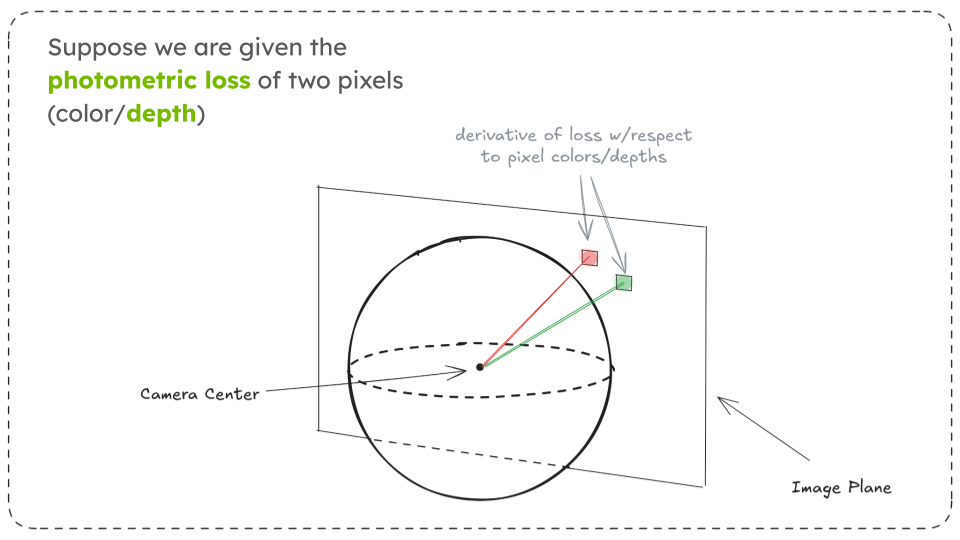 Suppose we are given the
photometric loss of two pixels
(color/depth)
derivative of loss w/respect
to pixel colors/depths
Camera Center
Image Plane